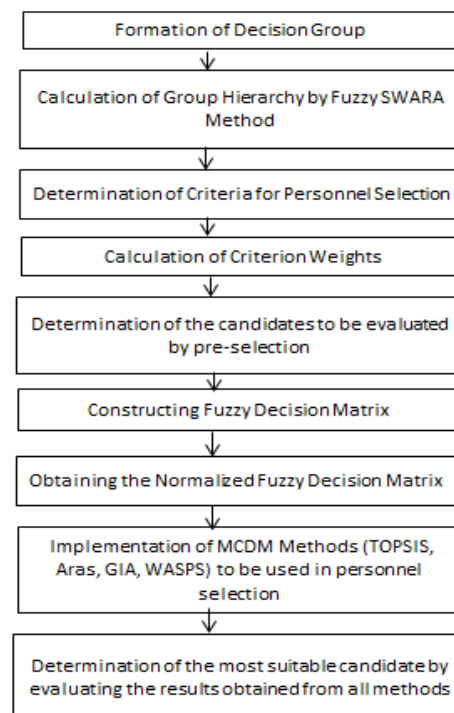 Formation of Decision Group
Calculation of Group Hierarchy by Fuzzy SWARA
Method
Determination of Criteria for Personnel Selection
Calculation of Criterion Weights
Determination of the candidates to be evaluated
by pre-selection
Constructing Fuzzy Decision Matrix
Obtaining the Normalized Fuzzy Decision Matrix
Implementation of MCDM Methods (TOPSIS,
Aras, GIA, WASPS) to be used in personnel
selection
Determination of the most suitable candidate by
evaluating the results obtained from all methods